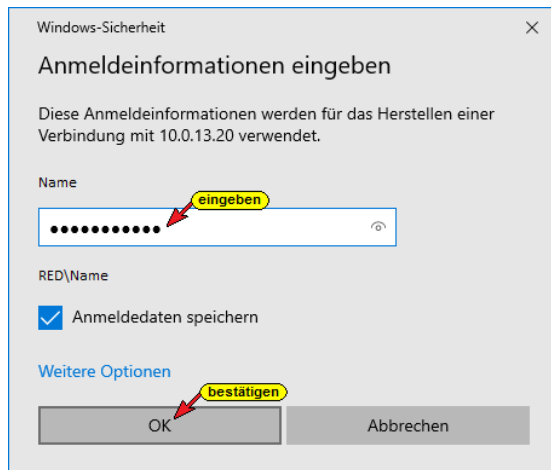 Windows-Sicherheit
Anmeldeinformationen eingeben
Diese Anmeldeinformationen werden für das Herstellen einer
Verbindung mit 10.0.13.20 verwendet.
Name
eingeben
●●●●●●●●●●●
RED\Name
Anmeldedaten speichern
Weitere Optionen
bestätigen
OK Abbrechen